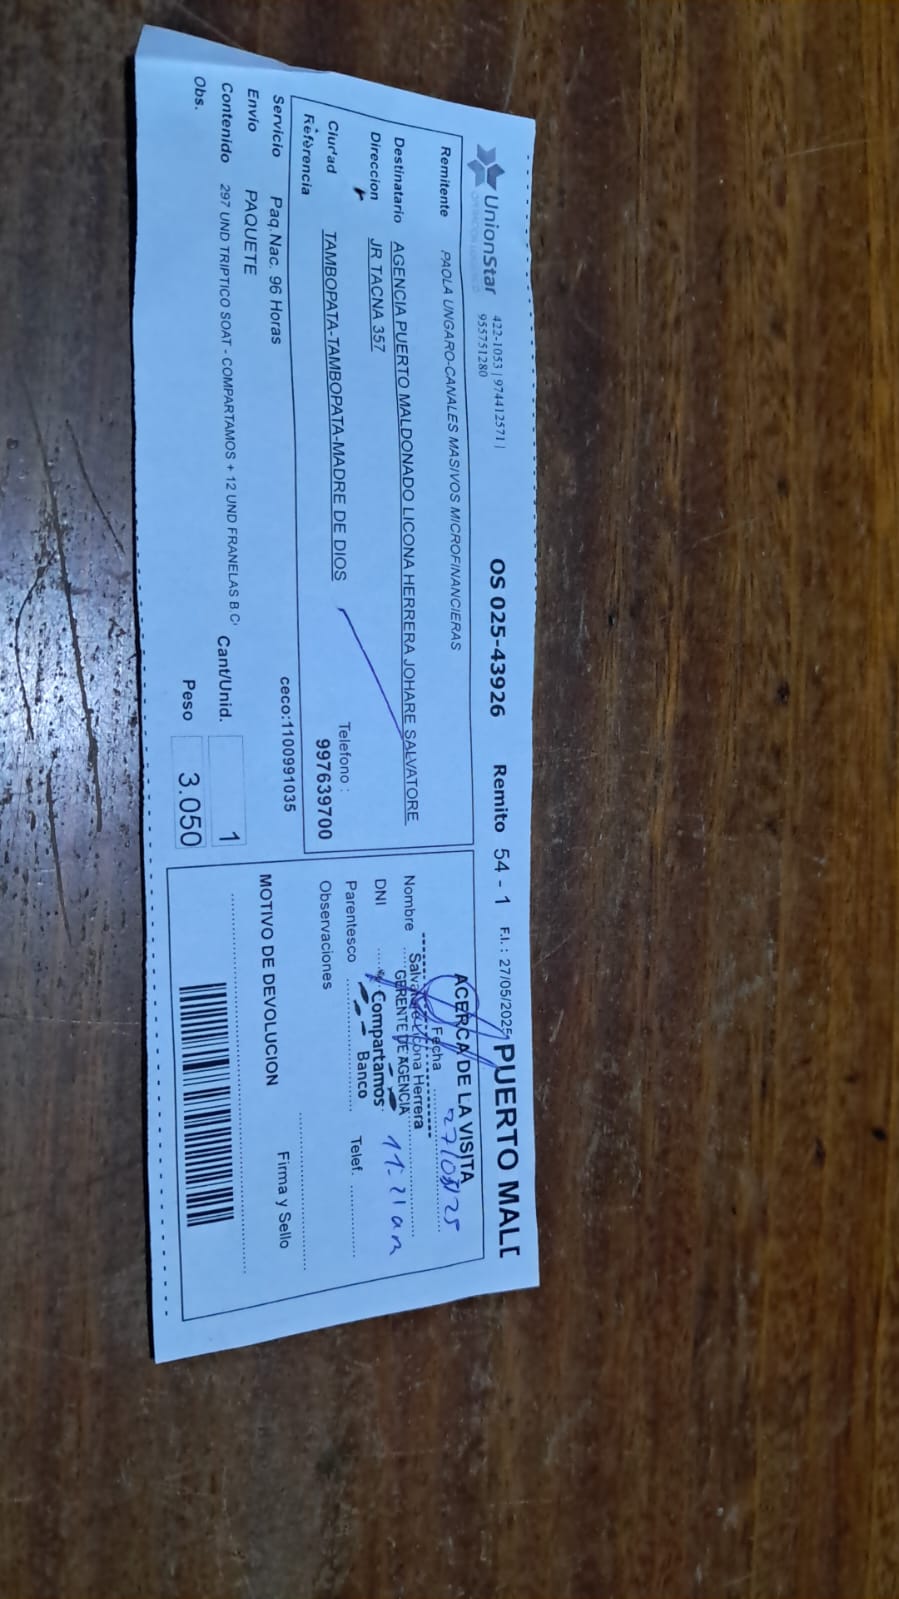 UnionStar
422-1053 | 974412571 |
955751280
OS 025-43926
Remito 54 - 1
F.I.: 27/05/2025
PUERTO MALD
Remitente PAOLA UNGARO-CANALES MASIVOS MICROFINANCIERAS
Destinatario AGENCIA PUERTO MALDONADO LICONA HERRERA JOHARE SALVATORE
Direccion JR TACNA 357
Ciudad TAMBOPATA-TAMBOPATA-MADRE DE DIOS
Telefono :
997639700
Referencia
ceco:1100991035
Servicio Paq.Nac. 96 Horas
Envio PAQUETE
Contenido 297 UND TRIPTICO SOAT - COMPARTAMOS + 12 UND FRANELAS B C
Cant/Unid. 1
Obs.
Peso 3.050
ACERCA DE LA VISITA
Fecha 27/05/25
Nombre
Salvatore Licona Herrera
GERENTE DE AGENCIA
DNI
Compartamos
Banco
11:21 am
Parentesco
Telef.
Observaciones
MOTIVO DE DEVOLUCION
Firma y Sello